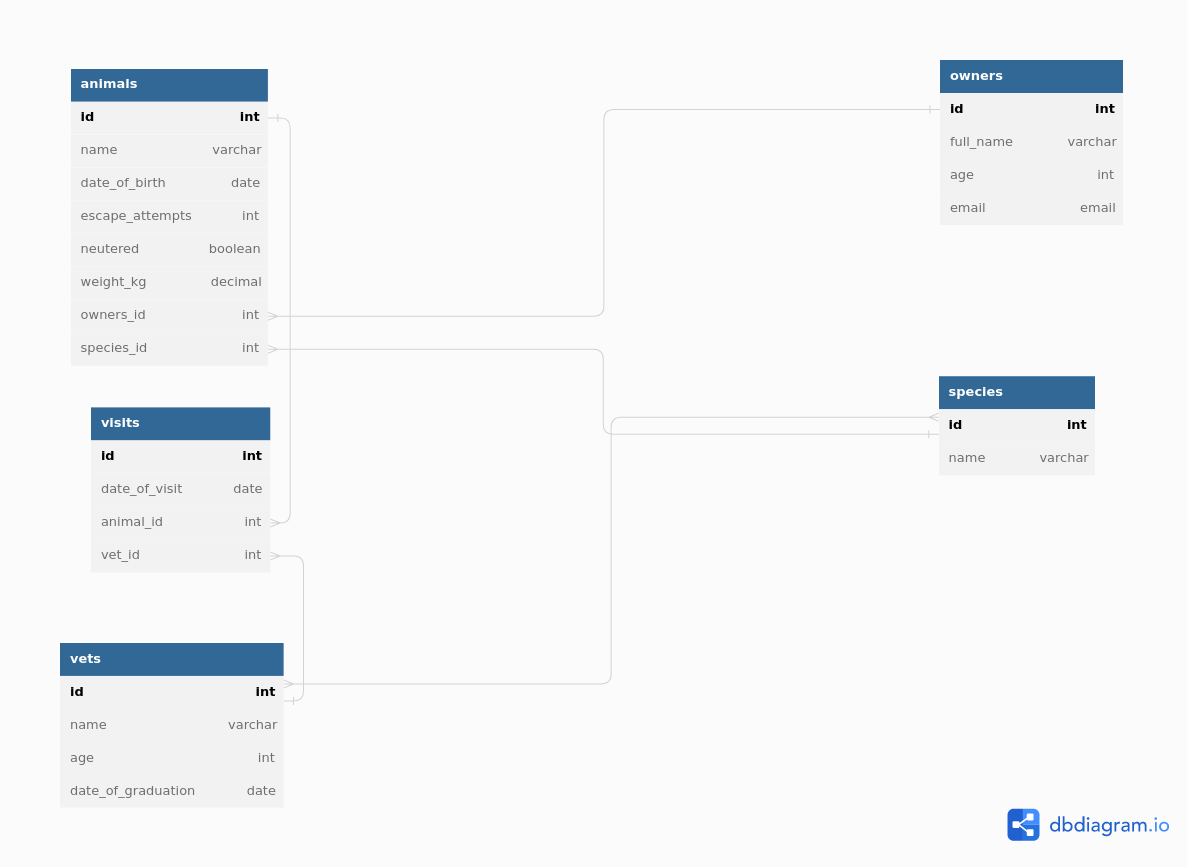 animals
id int
name varchar
date_of_birth date
escape_attempts int
neutered boolean
weight_kg decimal
owners_id int
species_id int
visits
id int
date_of_visit date
animal_id int
vet_id int
vets
id int
name varchar
age int
date_of_graduation date
owners
id int
full_name varchar
age int
email email
species
id int
name varchar
dbdiagram.io